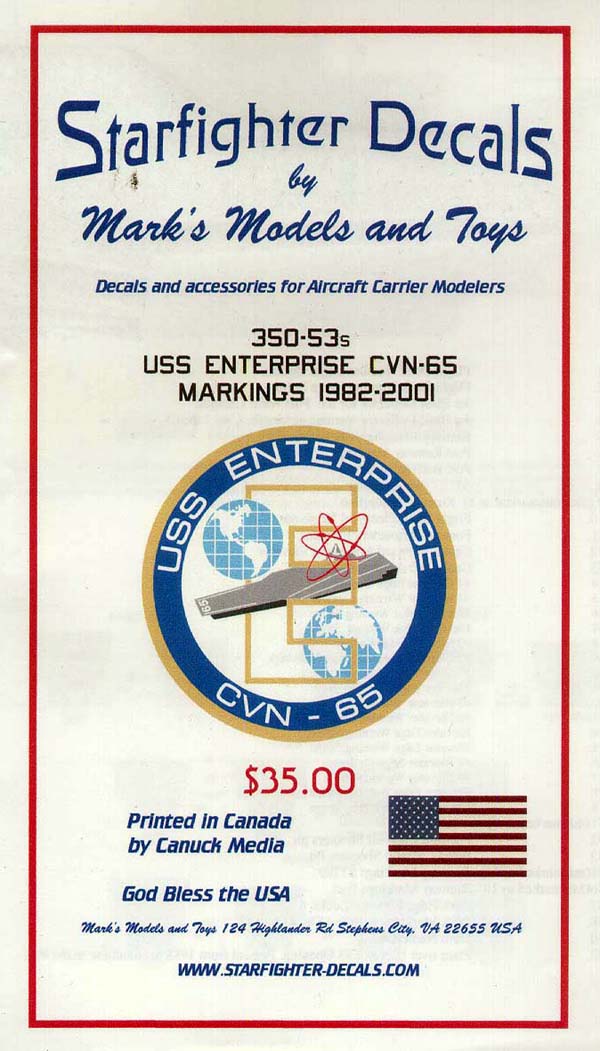 Starfighter Decals
by
Mark's Models and Toys
Decals and accessories for Aircraft Carrier Modelers
350-53s
USS ENTERPRISE CVN-65
MARKINGS 1982-2001
USS ENTERPRISE
65
CVN - 65
$35.00
Printed in Canada
by Canuck Media
God Bless the USA
Mark's Models and Toys 124 Highlander Rd Stephens City, VA 22655 USA
WWW.STARFIGHTER-DECALS.COM